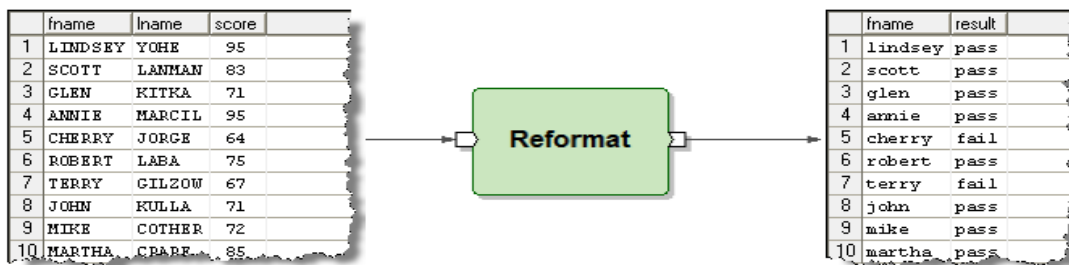 fname lname score
1 LINDSEY YOHE 95
2 SCOTT LANMAN 83
3 GLEN KITKA 71
4 ANNIE MARCIL 95
5 CHERRY JORGE 64
6 ROBERT LABA 75
7 TERRY GILZOW 67
8 JOHN KULLA 71
9 MIKE COTHER 72
10 MARTHA 85
Reformat
fname result
1 lindsey pass
2 scott pass
3 glen pass
4 annie pass
5 cherry fail
6 robert pass
7 terry fail
8 john pass
9 mike pass
10 martha pass